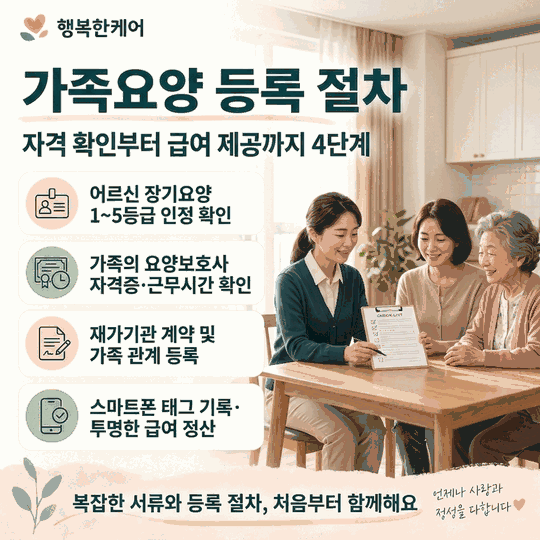 행복한케어
가족요양 등록 절차
자격 확인부터 급여 제공까지 4단계
어르신 장기요양
1~5등급 인정 확인
가족의 요양보호사
자격증·근무시간 확인
재가기관 계약 및
가족 관계 등록
스마트폰 태그 기록·
투명한 급여 정산
CHECK LIST
복잡한 서류와 등록 절차, 처음부터 함께해요
언제나 사랑과
정성을 다합니다